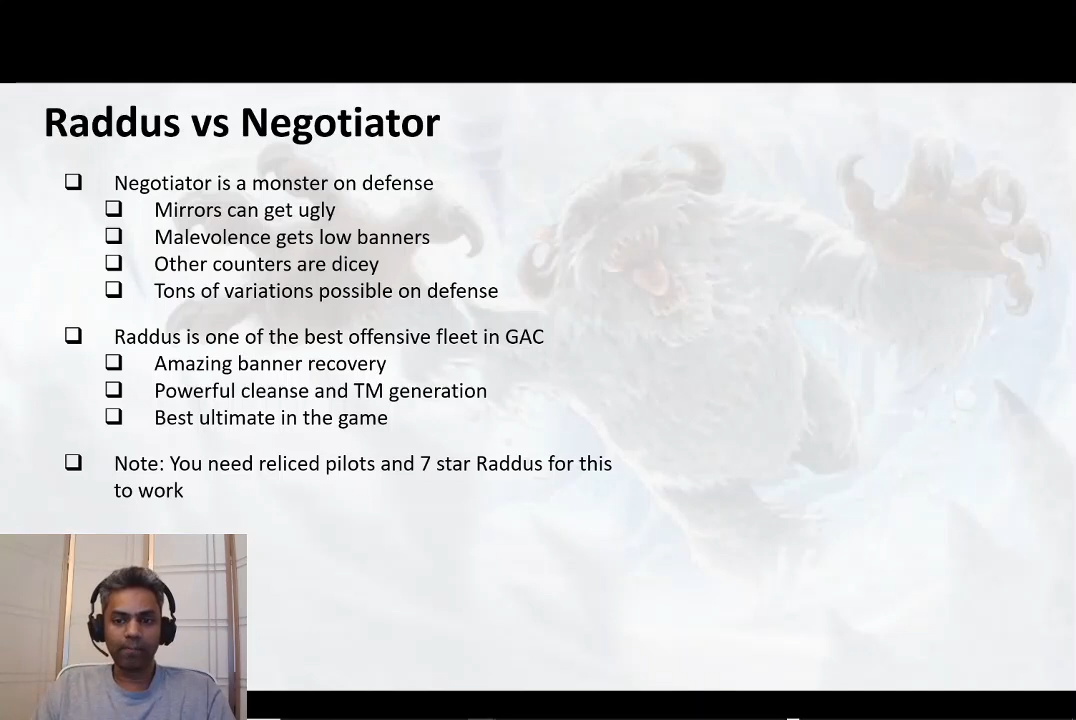 Raddus vs Negotiator
Negotiator is a monster on defense
Mirrors can get ugly
Malevolence gets low banners
Other counters are dicey
Tons of variations possible on defense
Raddus is one of the best offensive fleet in GAC
Amazing banner recovery
Powerful cleanse and TM generation
Best ultimate in the game
Note: You need reliced pilots and 7 star Raddus for this
to work